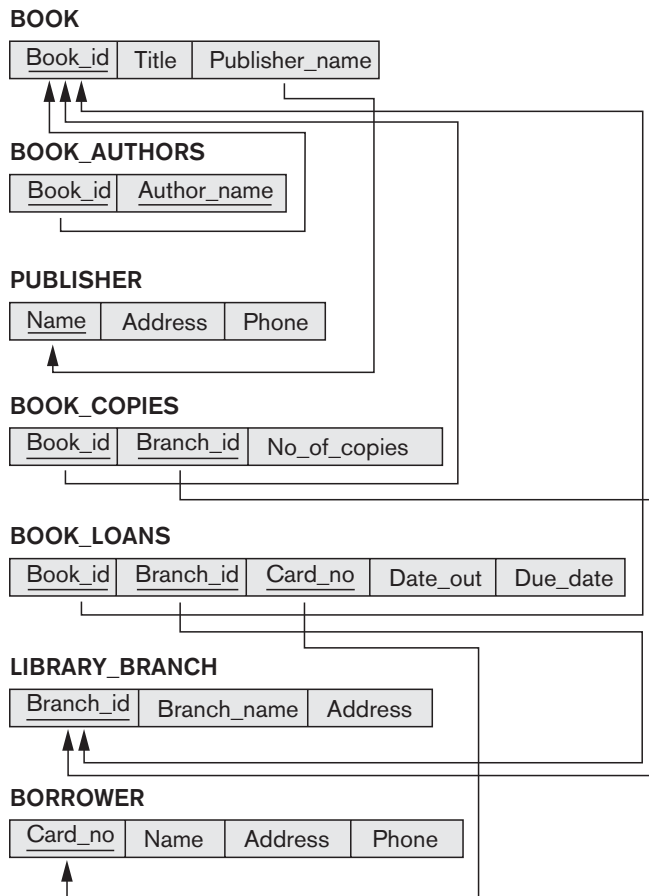 BOOK
Book_id Title Publisher_name
BOOK_AUTHORS
Book_id Author_name
PUBLISHER
Name Address Phone
BOOK_COPIES
Book_id Branch_id No_of_copies
BOOK_LOANS
Book_id Branch_id Card_no Date_out Due_date
LIBRARY_BRANCH
Branch_id Branch_name Address
BORROWER
Card_no Name Address Phone